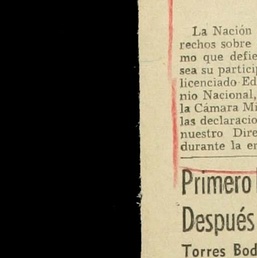 La Nación
rechos sobre
mo que defie
sea su particip
licenciado Ed
nio Nacional,
la Cámara Mi
las declaracio
nuestro Dire
durante la en
Primero
Después
Torres Bod